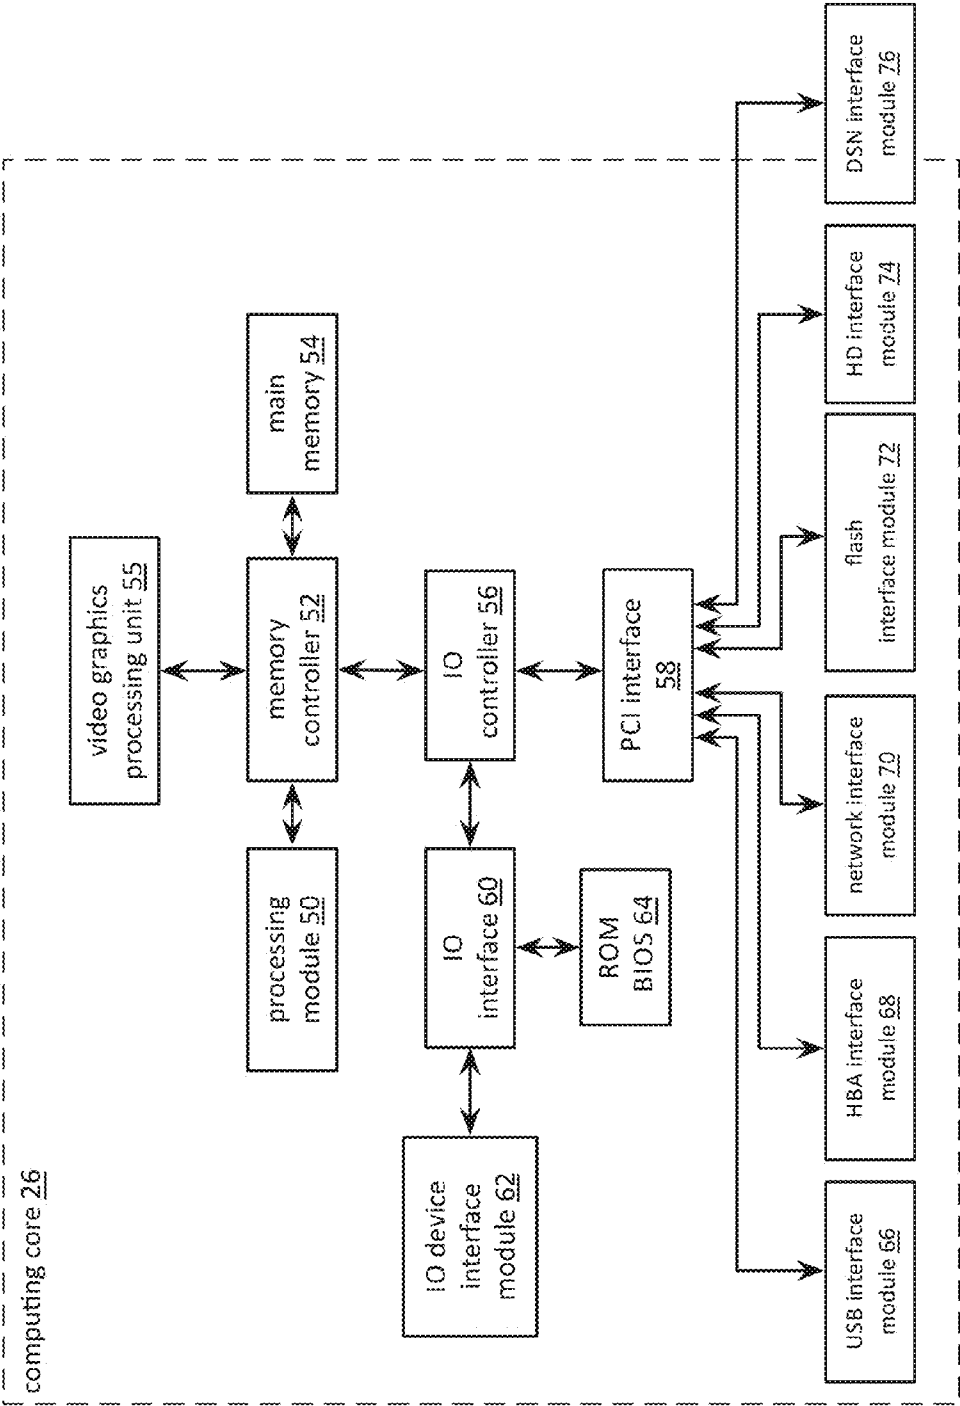 computing core 26
video graphics
processing unit 55
processing
module 50
memory
controller 52
main
memory 54
IO device
interface
module 62
IO
interface 60
IO
controller 56
ROM
BIOS 64
PCI interface
58
USB interface
module 66
HBA interface
module 68
network interface
module 70
flash
interface module 72
HD interface
module 74
DSN interface
module 76